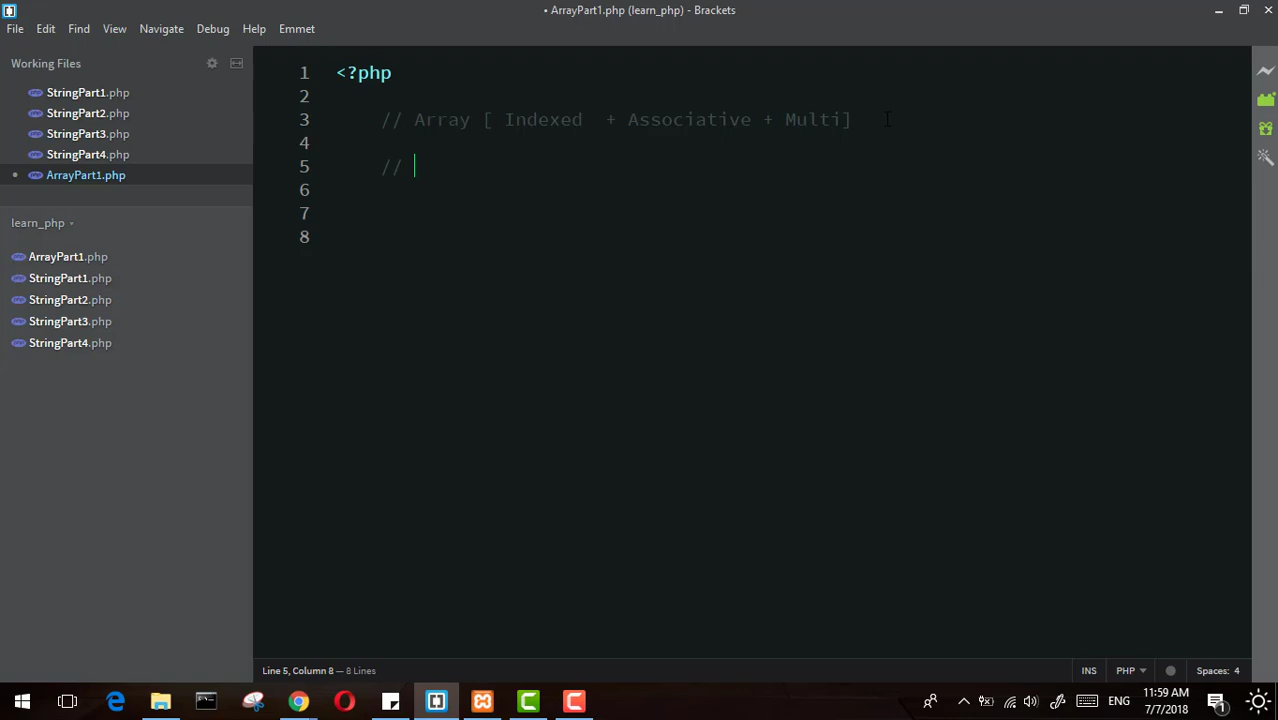 • ArrayPart1.php (learn_php) - Brackets
File Edit Find View Navigate Debug Help Emmet
Working Files
StringPart1.php
StringPart2.php
StringPart3.php
StringPart4.php
• ArrayPart1.php
learn_php
ArrayPart1.php
StringPart1.php
StringPart2.php
StringPart3.php
StringPart4.php
1 <?php
2
3 // Array [ Indexed  + Associative + Multi]
4
5 //
6
7
8
Line 5, Column 8 — 8 Lines
INS PHP Spaces: 4
ENG
11:59 AM
7/7/2018
1